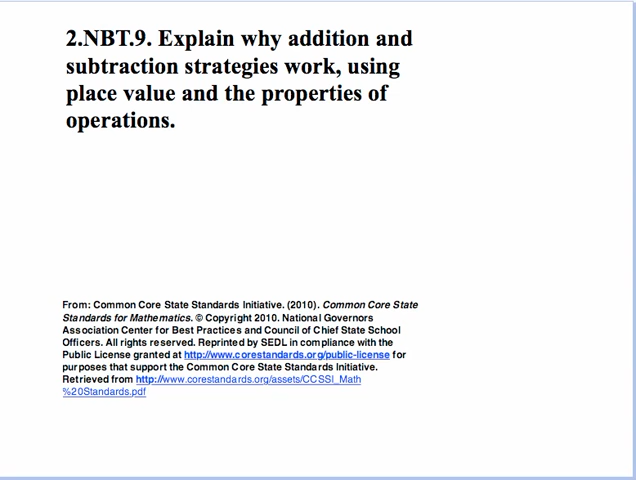 2.NBT.9. Explain why addition and
subtraction strategies work, using
place value and the properties of
operations.
From: Common Core State Standards Initiative. (2010). Common Core State
Standards for Mathematics. © Copyright 2010. National Governors
Association Center for Best Practices and Council of Chief State School
Officers. All rights reserved. Reprinted by SEDL in compliance with the
Public License granted at http://www.corestandards.org/public-license for
purposes that support the Common Core State Standards Initiative.
Retrieved from http://www.corestandards.org/assets/CCSSI_Math
%20Standards.pdf